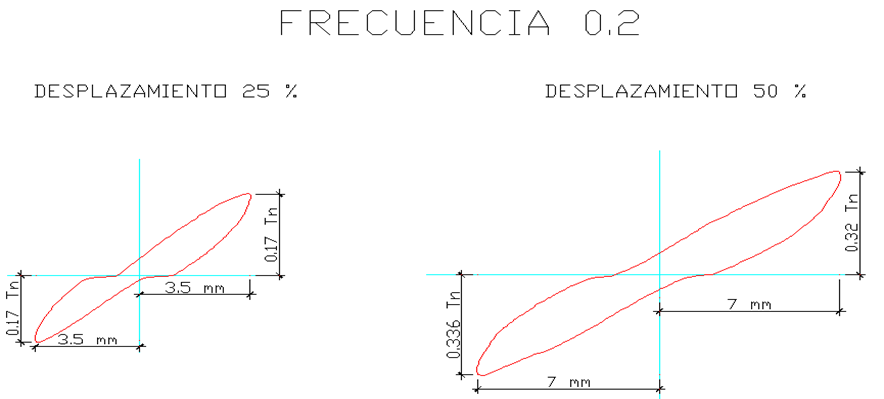 FRECUENCIA 0.2
DESPLAZAMIENTO 25 %
DESPLAZAMIENTO 50 %
0.17 Tn
3.5 mm
0.17 Tn
3.5 mm
0.32 Tn
7 mm
0.336 Tn
7 mm